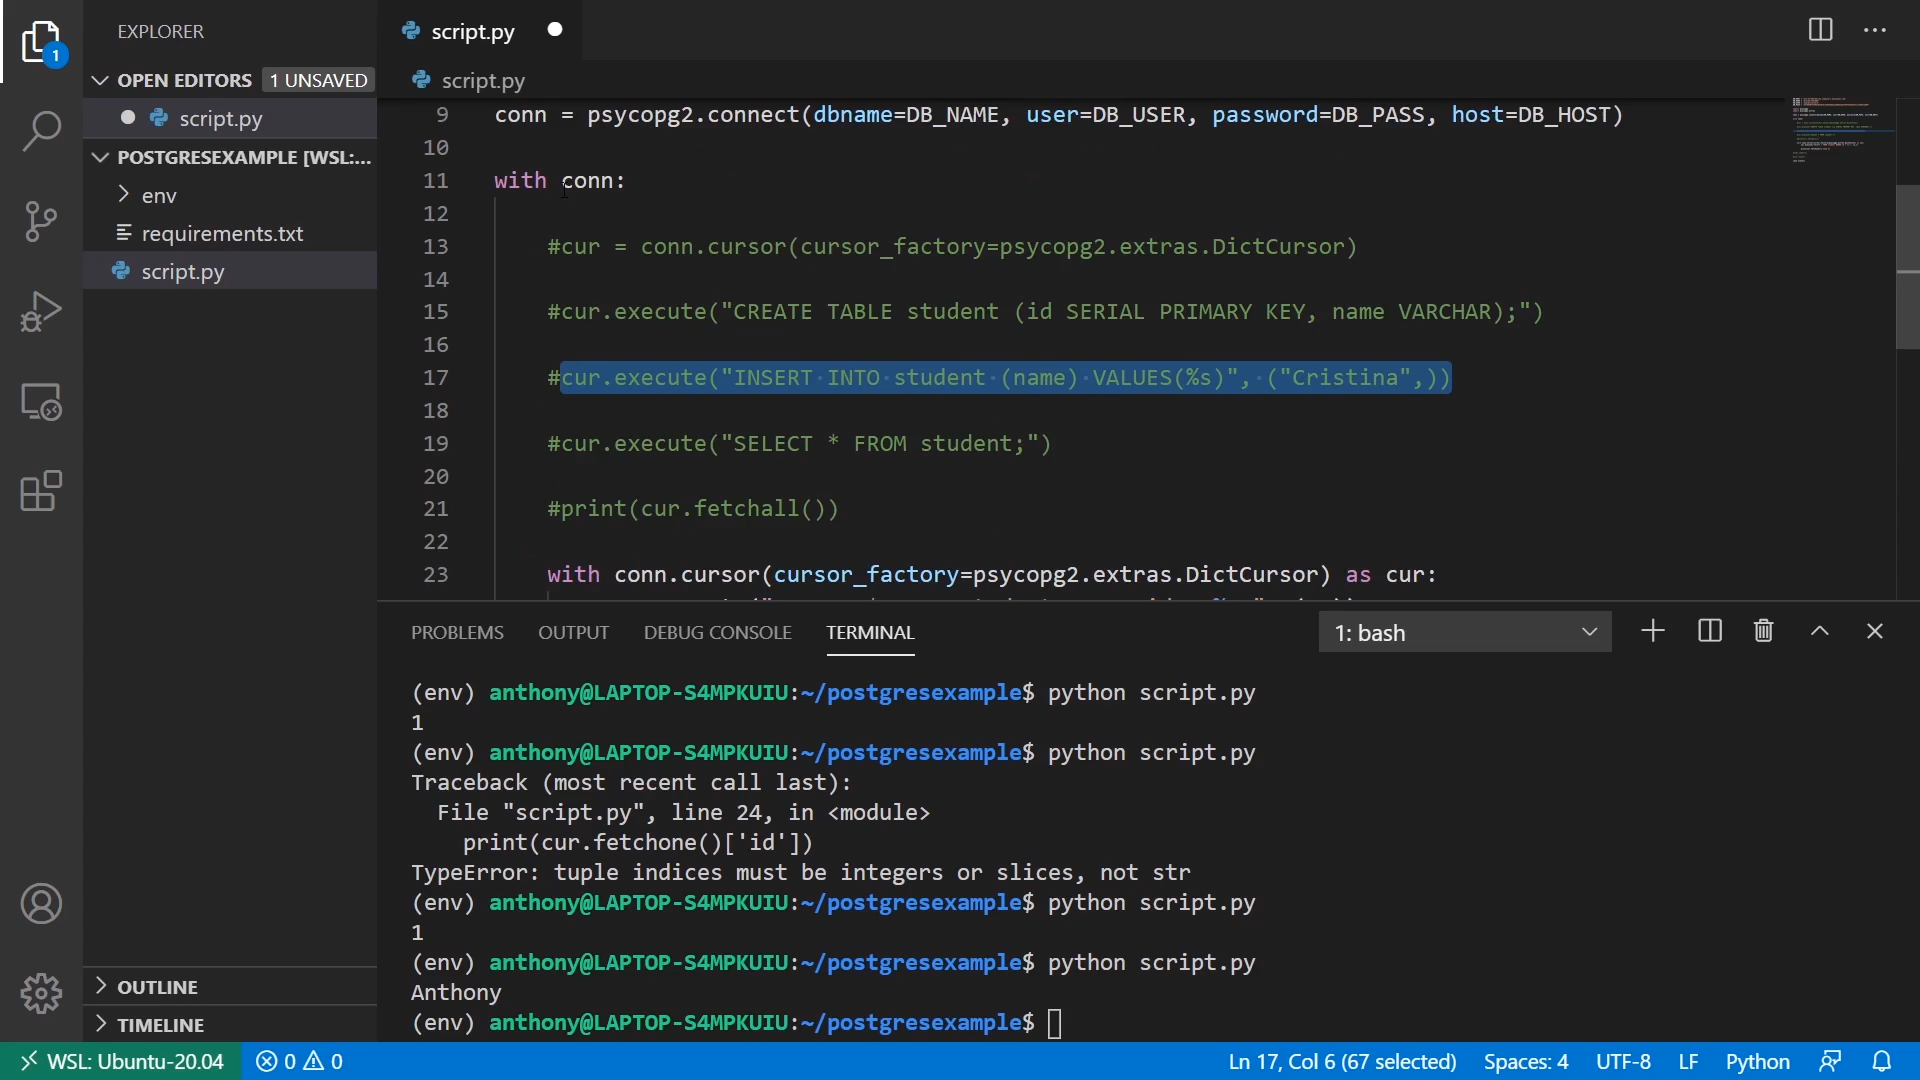 EXPLORER
OPEN EDITORS 1 UNSAVED
script.py
POSTGRESEXAMPLE [WSL:...
env
requirements.txt
script.py
OUTLINE
TIMELINE
1
script.py
script.py
9 conn = psycopg2.connect(dbname=DB_NAME, user=DB_USER, password=DB_PASS, host=DB_HOST)
10
11 with conn:
12
13 #cur = conn.cursor(cursor_factory=psycopg2.extras.DictCursor)
14
15 #cur.execute("CREATE TABLE student (id SERIAL PRIMARY KEY, name VARCHAR);")
16
17 #cur.execute("INSERT INTO student (name) VALUES(%s)", ("Cristina",))
18
19 #cur.execute("SELECT * FROM student;")
20
21 #print(cur.fetchall())
22
23 with conn.cursor(cursor_factory=psycopg2.extras.DictCursor) as cur:
PROBLEMS OUTPUT DEBUG CONSOLE TERMINAL 1: bash
(env) anthony@LAPTOP-S4MPKUIU:~/postgresexample$ python script.py
1
(env) anthony@LAPTOP-S4MPKUIU:~/postgresexample$ python script.py
Traceback (most recent call last):
File "script.py", line 24, in <module>
print(cur.fetchone()['id'])
TypeError: tuple indices must be integers or slices, not str
(env) anthony@LAPTOP-S4MPKUIU:~/postgresexample$ python script.py
1
(env) anthony@LAPTOP-S4MPKUIU:~/postgresexample$ python script.py
Anthony
(env) anthony@LAPTOP-S4MPKUIU:~/postgresexample$
WSL: Ubuntu-20.04 0 0 Ln 17, Col 6 (67 selected) Spaces: 4 UTF-8 LF Python